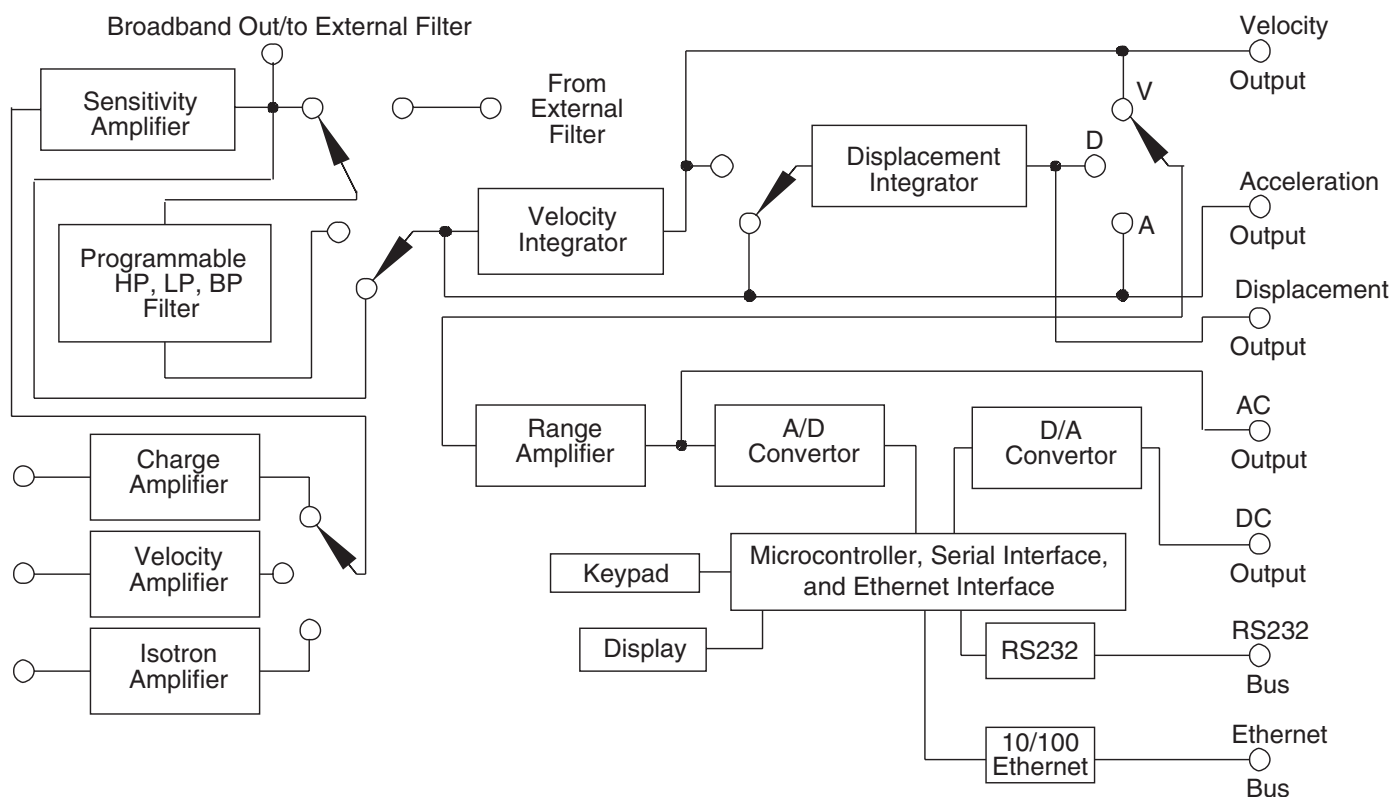 Broadband Out/to External Filter
Velocity
Output
Sensitivity
Amplifier
From
External
Filter
V
D
Displacement
Integrator
Acceleration
Output
A
Velocity
Integrator
Programmable
HP, LP, BP
Filter
Displacement
Output
AC
Output
Range
Amplifier
A/D
Convertor
D/A
Convertor
Charge
Amplifier
DC
Output
Velocity
Amplifier
Microcontroller, Serial Interface,
and Ethernet Interface
Keypad
Display
RS232
RS232
Bus
Isotron
Amplifier
10/100
Ethernet
Ethernet
Bus